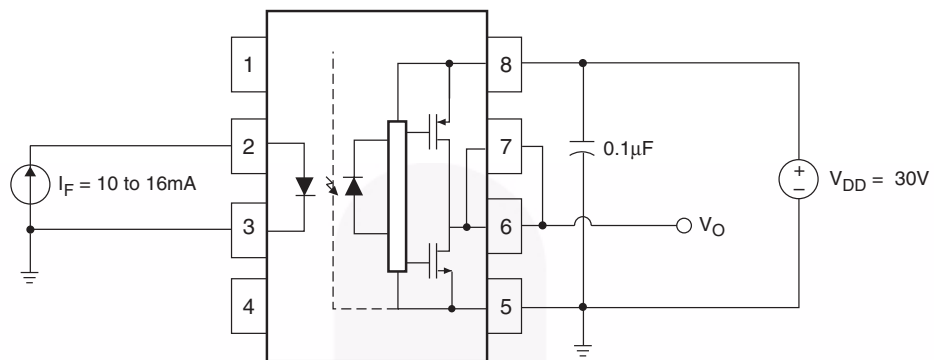 1
8
2
7
0.1μF
I_F = 10 to 16mA
+
–
V_DD = 30V
3
6
V_O
4
5